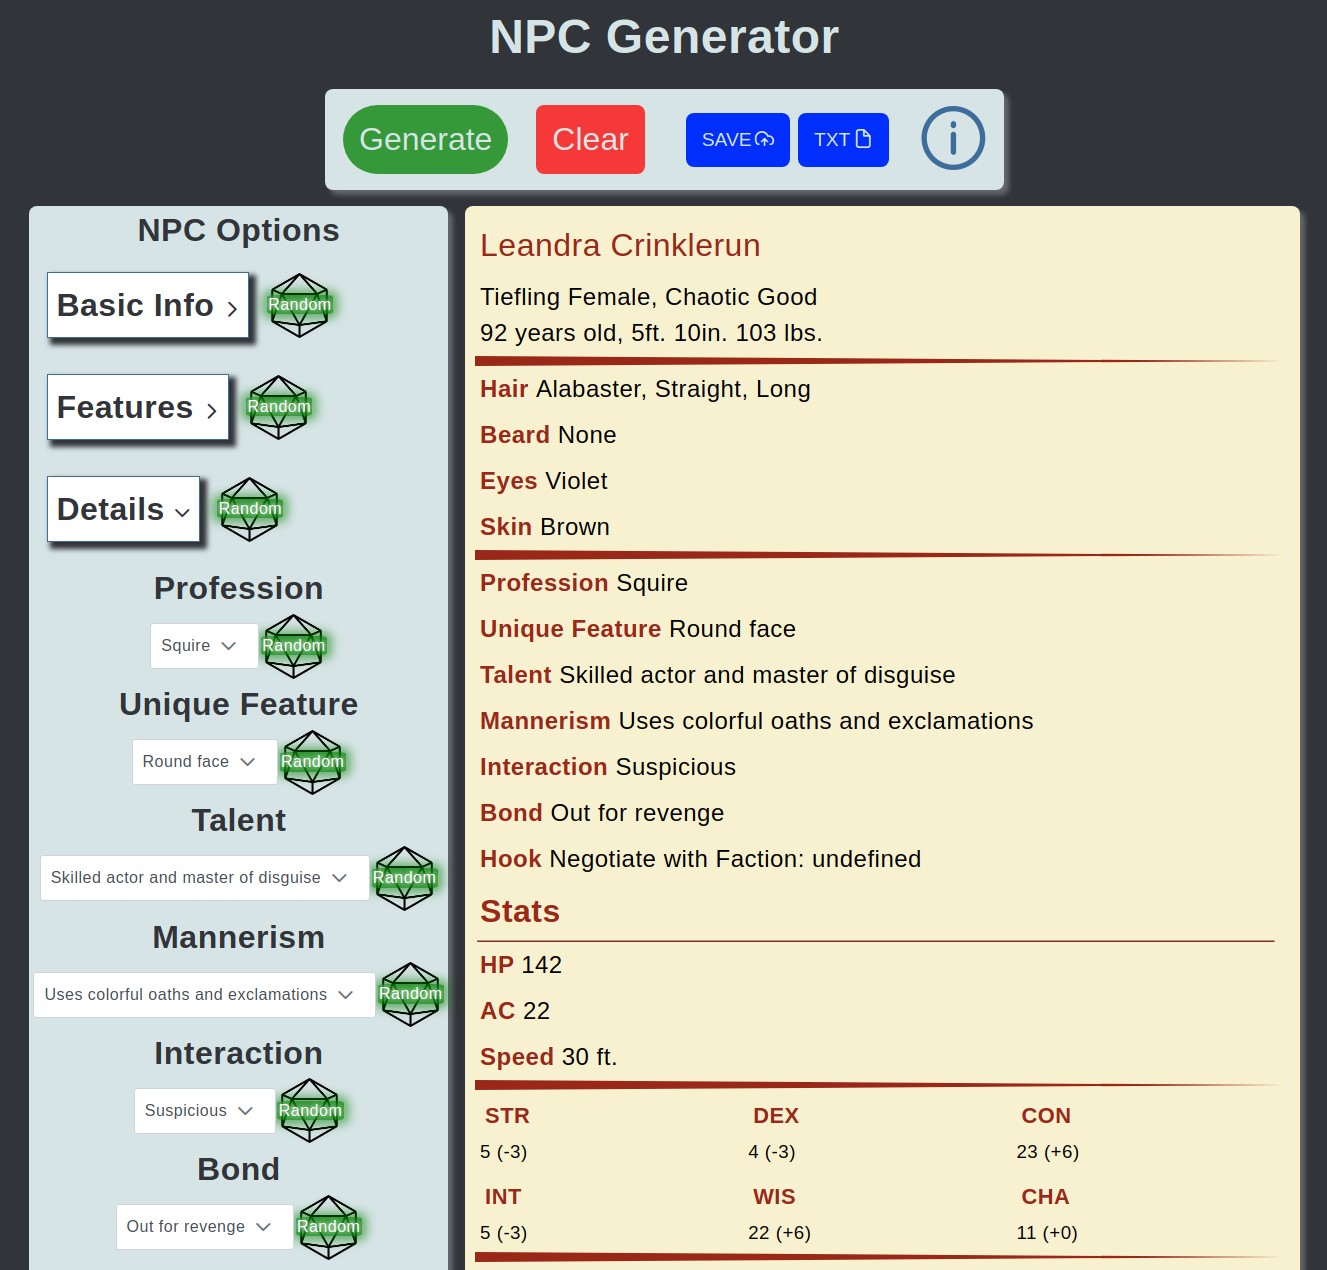 NPC Generator
Generate Clear SAVE TXT
NPC Options
Basic Info Random
Features Random
Details Random
Profession
Squire Random
Unique Feature
Round face Random
Talent
Skilled actor and master of disguise Random
Mannerism
Uses colorful oaths and exclamations Random
Interaction
Suspicious Random
Bond
Out for revenge Random
Leandra Crinklerun
Tiefling Female, Chaotic Good
92 years old, 5ft. 10in. 103 lbs.
Hair Alabaster, Straight, Long
Beard None
Eyes Violet
Skin Brown
Profession Squire
Unique Feature Round face
Talent Skilled actor and master of disguise
Mannerism Uses colorful oaths and exclamations
Interaction Suspicious
Bond Out for revenge
Hook Negotiate with Faction: undefined
Stats
HP 142
AC 22
Speed 30 ft.
STR DEX CON
5 (-3) 4 (-3) 23 (+6)
INT WIS CHA
5 (-3) 22 (+6) 11 (+0)